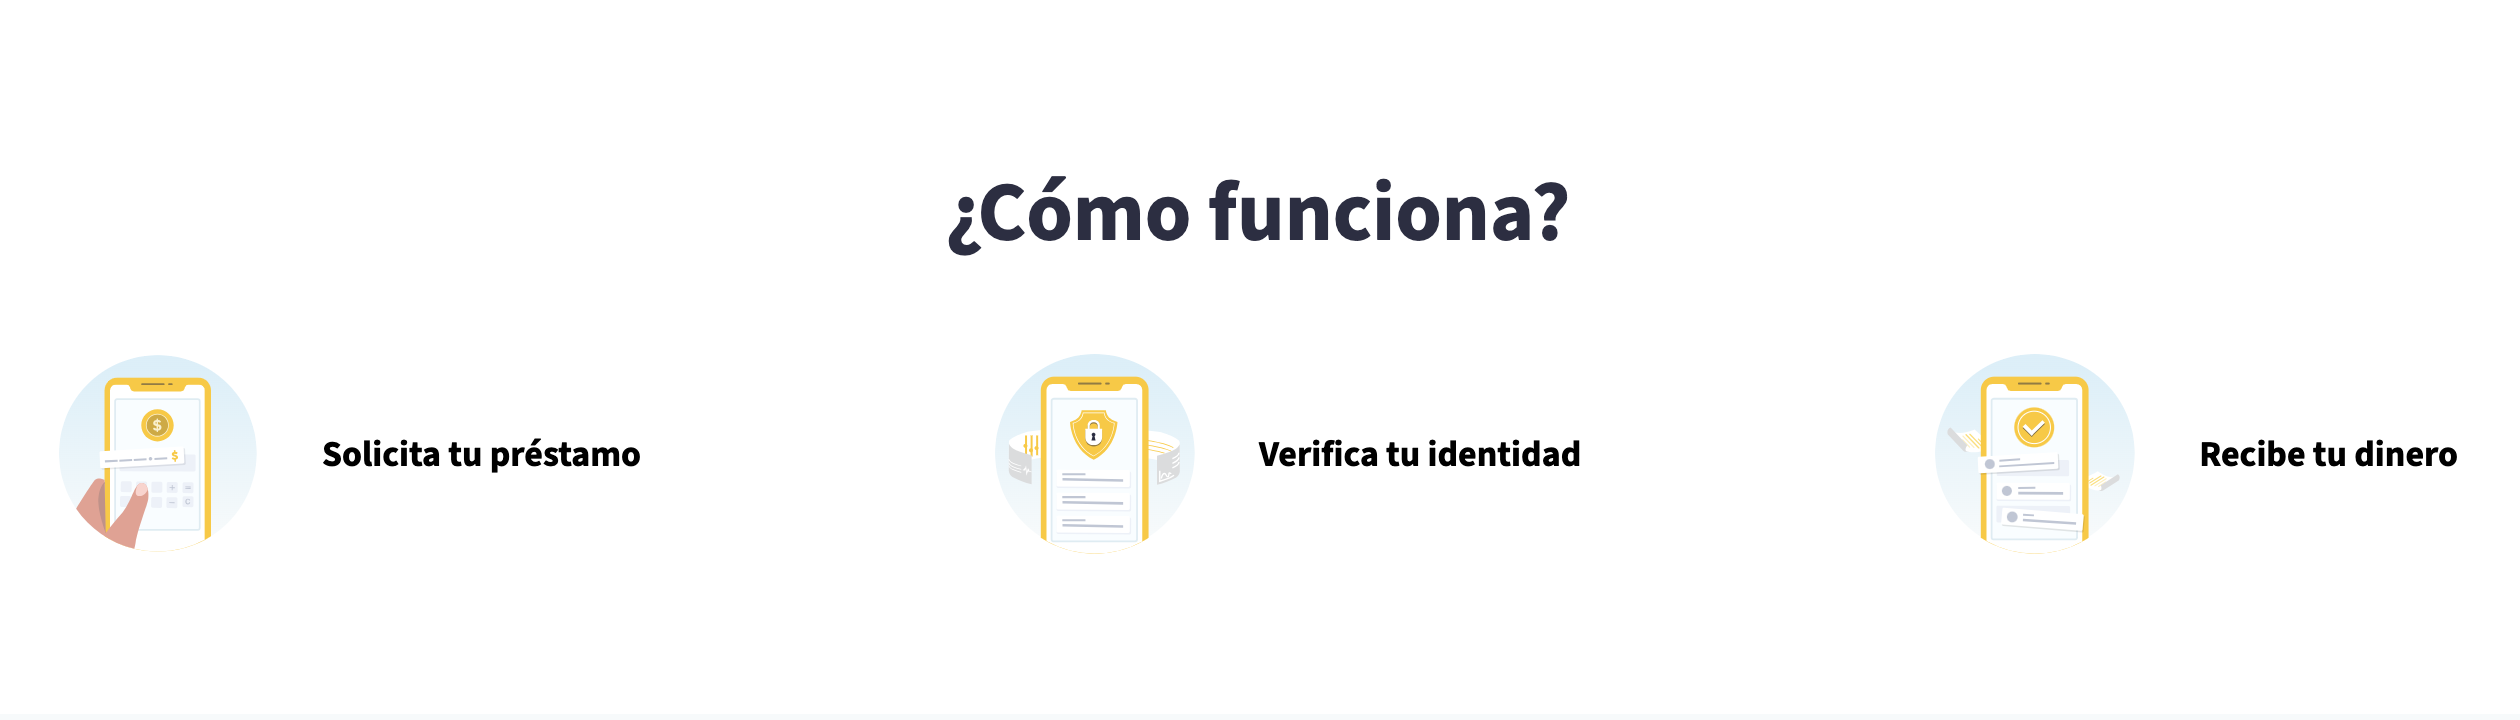 ¿Cómo funciona?
Solicita tu préstamo
Verifica tu identidad
Recibe tu dinero